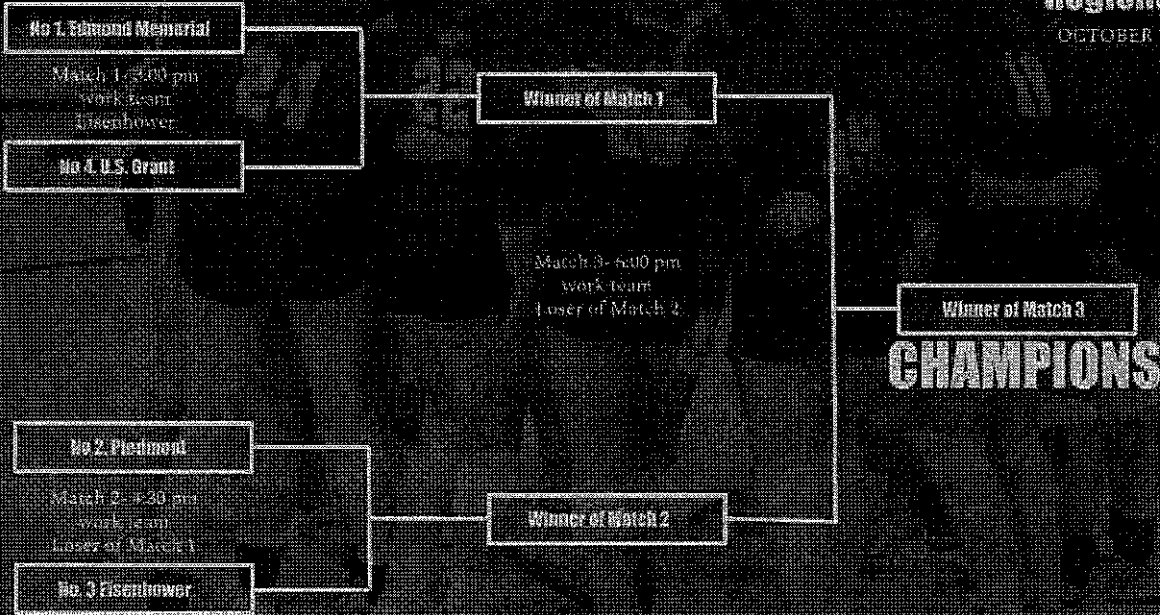 OCTOBER
No 1. Edmond Memorial
Match 1- 3:00 pm
work team
Eisenhower
No 4. U.S. Grant
Winner of Match 1
Match 3- 6:00 pm
work team
Loser of Match 2
Winner of Match 3
CHAMPIONS
No 2. Piedmont
Match 2- 4:30 pm
work team
Loser of Match 1
No. 3 Eisenhower
Winner of Match 2